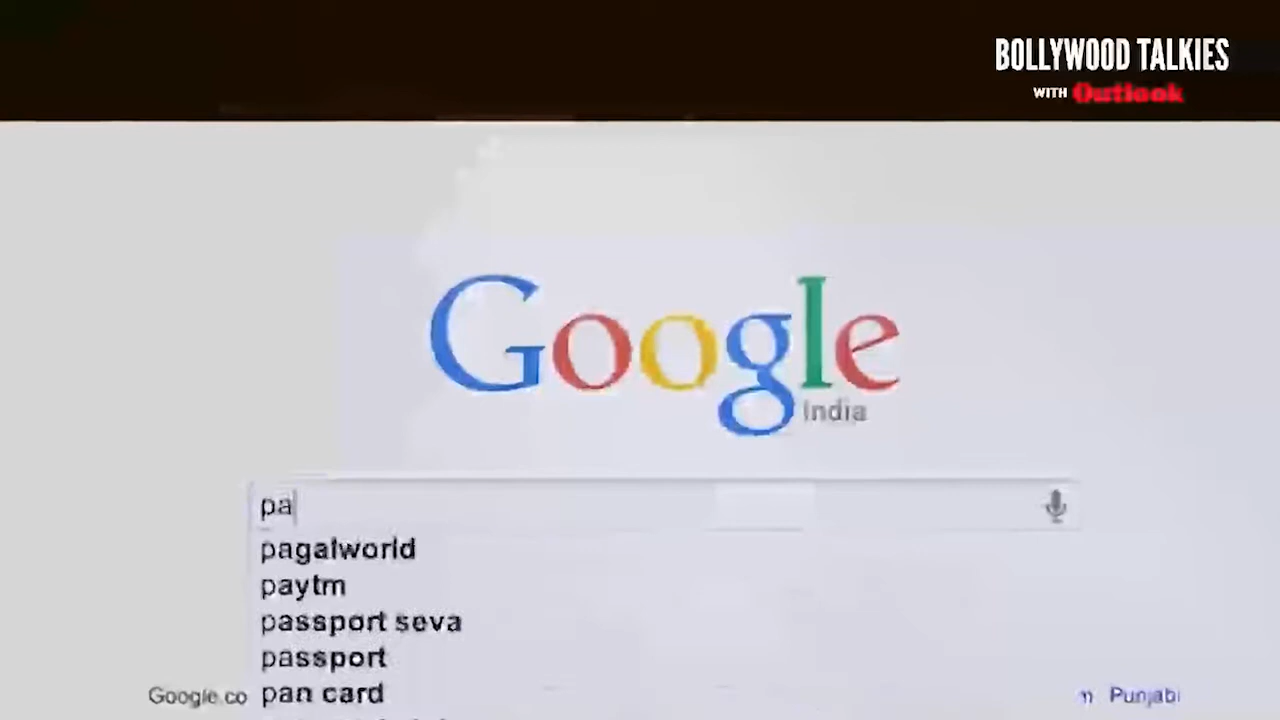 BOLLYWOOD TALKIES
WITH Outlook
Google
India
pa
pagalworld
paytm
passport seva
passport
pan card
Google.co
Punjabi